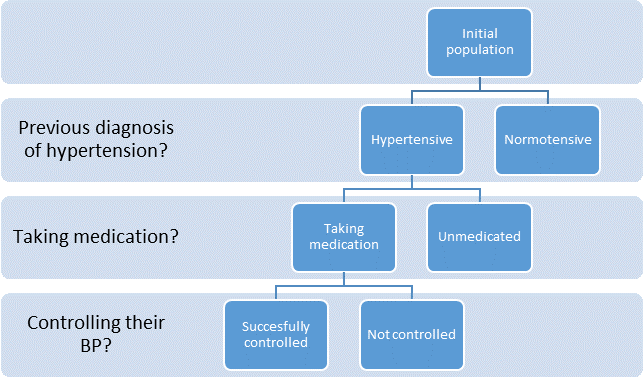 Initial
population
Previous diagnosis
of hypertension?
Hypertensive
Normotensive
Taking medication?
Taking
medication
Unmedicated
Controlling their
BP?
Succesfully
controlled
Not controlled